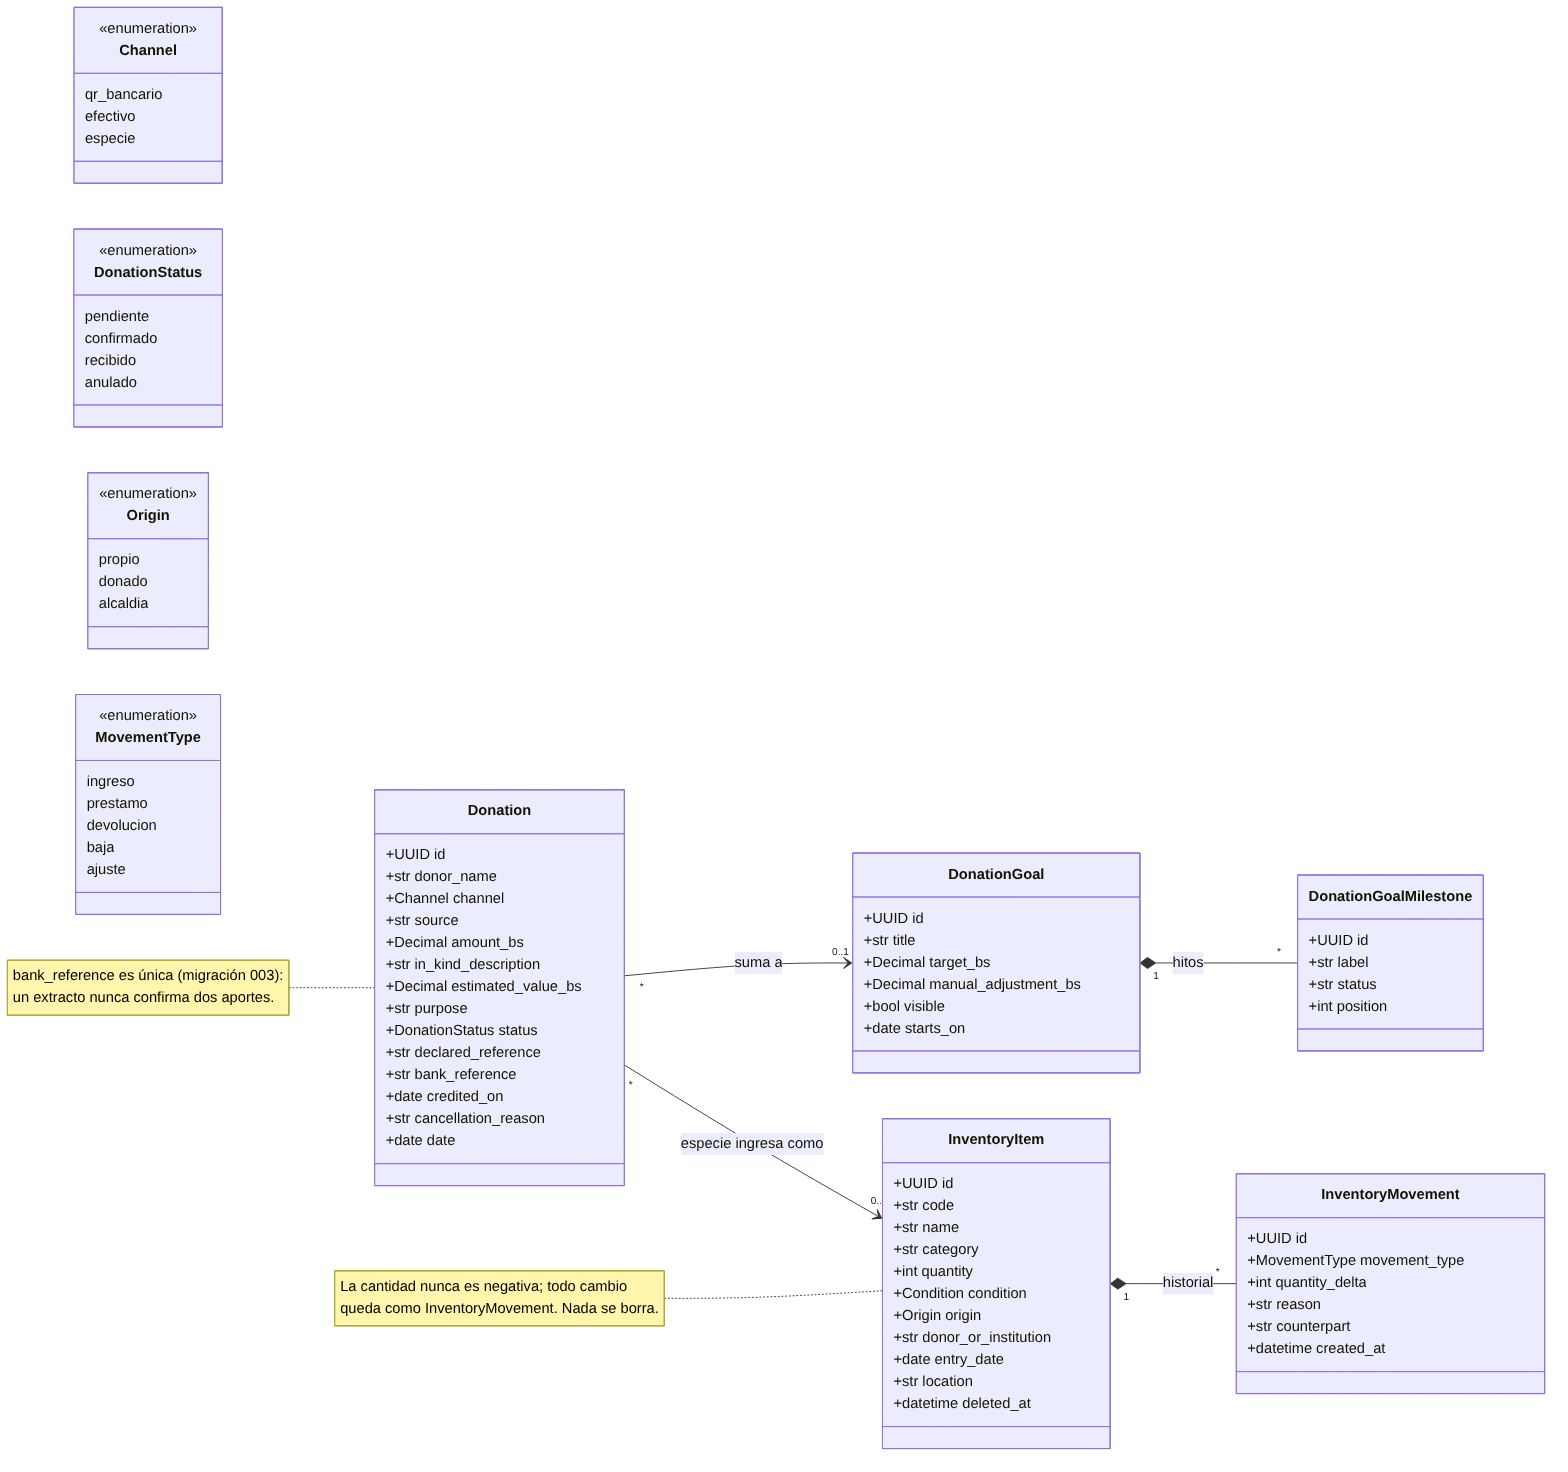 «enumeration»
Channel
qr_bancario
efectivo
especie
«enumeration»
DonationStatus
pendiente
confirmado
recibido
anulado
«enumeration»
Origin
propio
donado
alcaldia
«enumeration»
MovementType
ingreso
prestamo
devolucion
baja
ajuste
bank_reference es única (migración 003):
un extracto nunca confirma dos aportes.
Donation
+UUID id
+str donor_name
+Channel channel
+str source
+Decimal amount_bs
+str in_kind_description
+Decimal estimated_value_bs
+str purpose
+DonationStatus status
+str declared_reference
+str bank_reference
+date credited_on
+str cancellation_reason
+date date
*
suma a
0..1
*
especie ingresa como
0..
DonationGoal
+UUID id
+str title
+Decimal target_bs
+Decimal manual_adjustment_bs
+bool visible
+date starts_on
1
hitos
*
DonationGoalMilestone
+UUID id
+str label
+str status
+int position
La cantidad nunca es negativa; todo cambio
queda como InventoryMovement. Nada se borra.
InventoryItem
+UUID id
+str code
+str name
+str category
+int quantity
+Condition condition
+Origin origin
+str donor_or_institution
+date entry_date
+str location
+datetime deleted_at
1
historial
*
InventoryMovement
+UUID id
+MovementType movement_type
+int quantity_delta
+str reason
+str counterpart
+datetime created_at